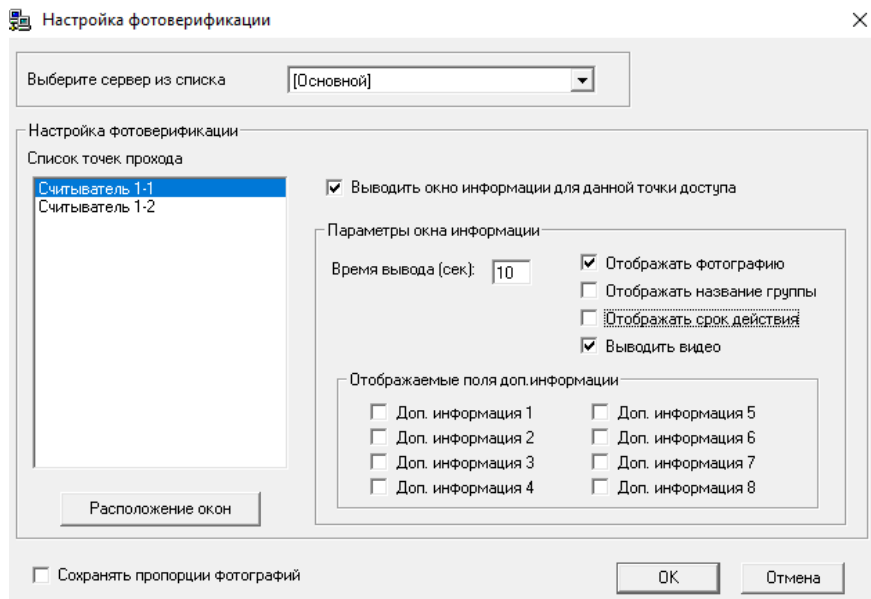 Настройка фотоверификации
Выберите сервер из списка [Основной]
Настройка фотоверификации
Список точек прохода
Считыватель 1-1
Считыватель 1-2
Выводить окно информации для данной точки доступа
Параметры окна информации
Время вывода (сек): 10
Отображать фотографию
Отображать название группы
Отображать срок действия
Выводить видео
Отображаемые поля доп.информации
Доп. информация 1 Доп. информация 5
Доп. информация 2 Доп. информация 6
Доп. информация 3 Доп. информация 7
Доп. информация 4 Доп. информация 8
Расположение окон
Сохранять пропорции фотографий
OK Отмена